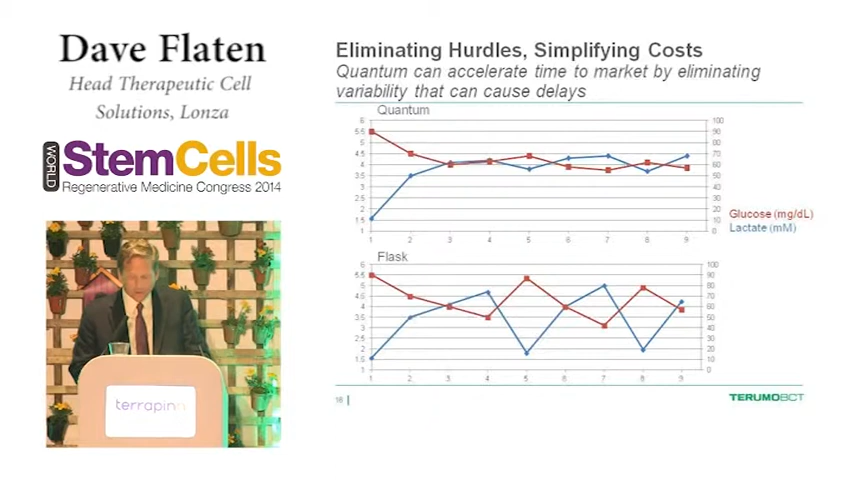 Dave Flaten
Head Therapeutic Cell
Solutions, Lonza
WORLD
StemCells
Regenerative Medicine Congress 2014
terrapinn
Eliminating Hurdles, Simplifying Costs
Quantum can accelerate time to market by eliminating
variability that can cause delays
Quantum
6
5.5
5
4.5
4
3.5
3
2.5
2
1.5
1
100
90
80
70
60
50
40
30
20
10
0
1 2 3 4 5 6 7 8 9
Glucose (mg/dL)
Lactate (mM)
Flask
6
5.5
5
4.5
4
3.5
3
2.5
2
1.5
1
100
90
80
70
60
50
40
30
20
10
0
1 2 3 4 5 6 7 8 9
16
TERUMOBCT